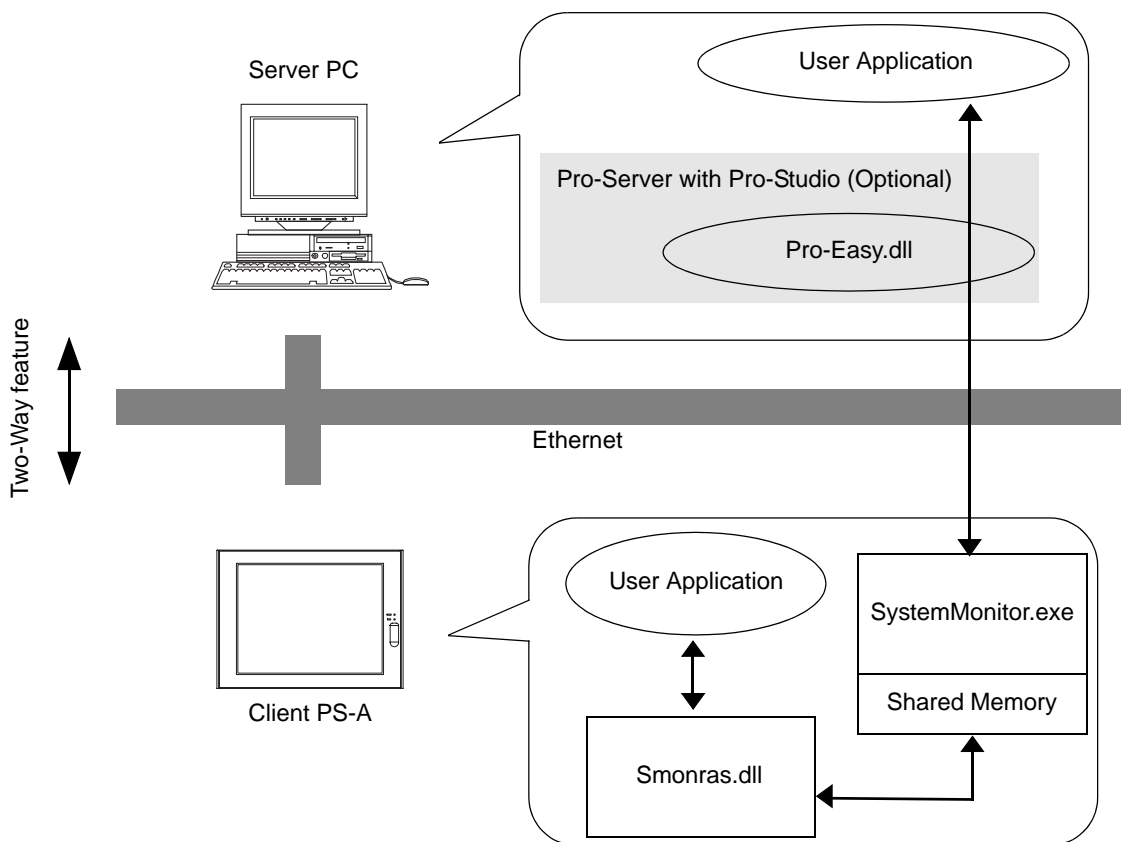 Server PC
User Application
Pro-Server with Pro-Studio (Optional)
Pro-Easy.dll
Two-Way feature
Ethernet
User Application
SystemMonitor.exe
Shared Memory
Client PS-A
Smonras.dll